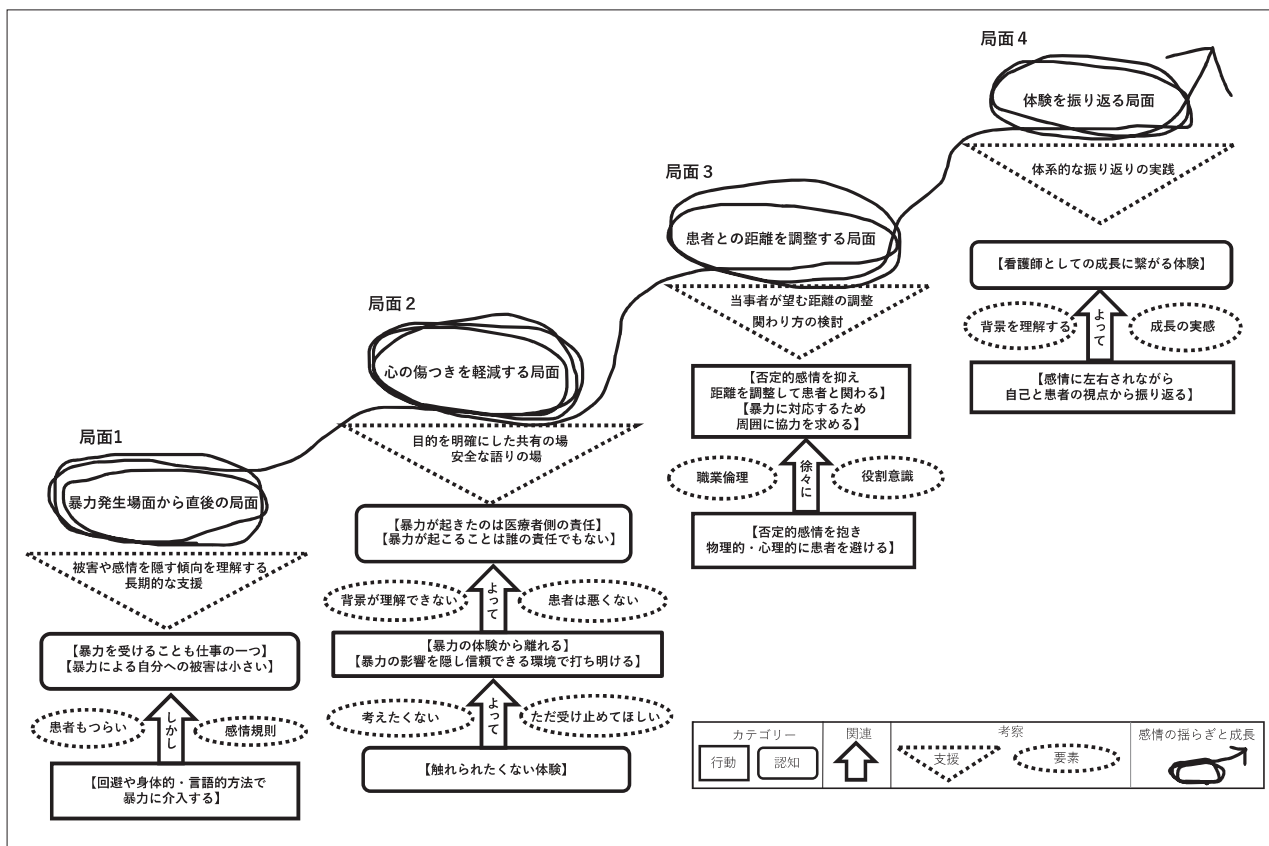 局面1
暴力発生場面から直後の局面
被害や感情を隠す傾向を理解する
長期的な支援
【暴力を受けることも仕事の一つ】
【暴力による自分への被害は小さい】
患者もつらい
しかし
感情規則
【回避や身体的・言語的方法で
暴力に介入する】
局面２
心の傷つきを軽減する局面
目的を明確にした共有の場
安全な語りの場
【暴力が起きたのは医療者側の責任】
【暴力が起こることは誰の責任でもない】
背景が理解できない
よって
患者は悪くない
【暴力の体験から離れる】
【暴力の影響を隠し信頼できる環境で打ち明ける】
考えたくない
よって
ただ受け止めてほしい
【触れられたくない体験】
局面３
患者との距離を調整する局面
当事者が望む距離の調整
関わり方の検討
【否定的感情を抑え
距離を調整して患者と関わる】
【暴力に対応するため
周囲に協力を求める】
職業倫理
徐々に
役割意識
【否定的感情を抱き
物理的・心理的に患者を避ける】
局面４
体験を振り返る局面
体系的な振り返りの実践
【看護師としての成長に繋がる体験】
背景を理解する
よって
成長の実感
【感情に左右されながら
自己と患者の視点から振り返る】
カテゴリー
行動
認知
関連
考察
支援
要素
感情の揺らぎと成長